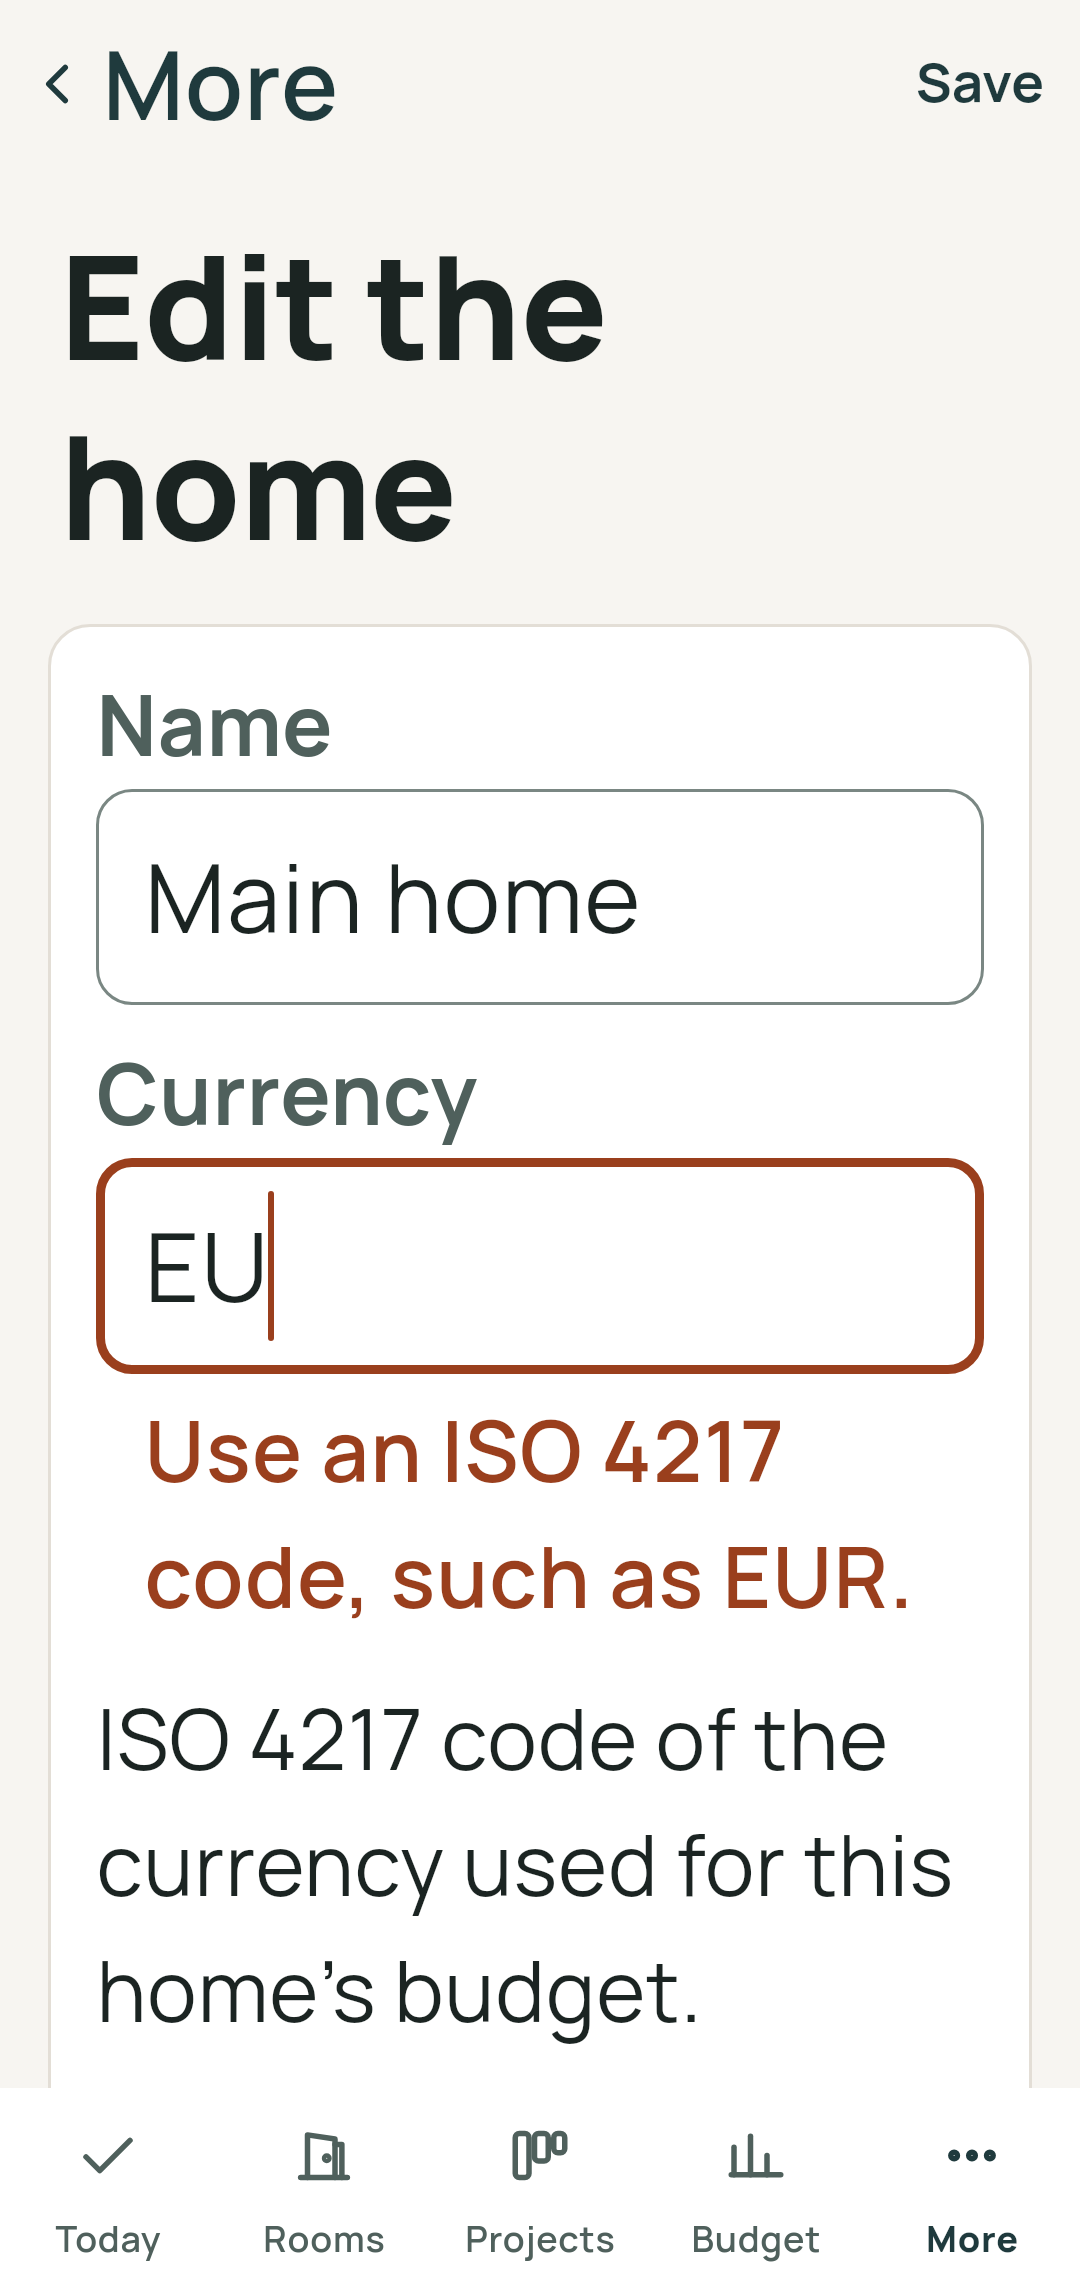 More
Save
Edit the
home
Name
Main home
Currency
EU
Use an ISO 4217
code, such as EUR.
ISO 4217 code of the
currency used for this
home’s budget.
Today
Rooms
Projects
Budget
More